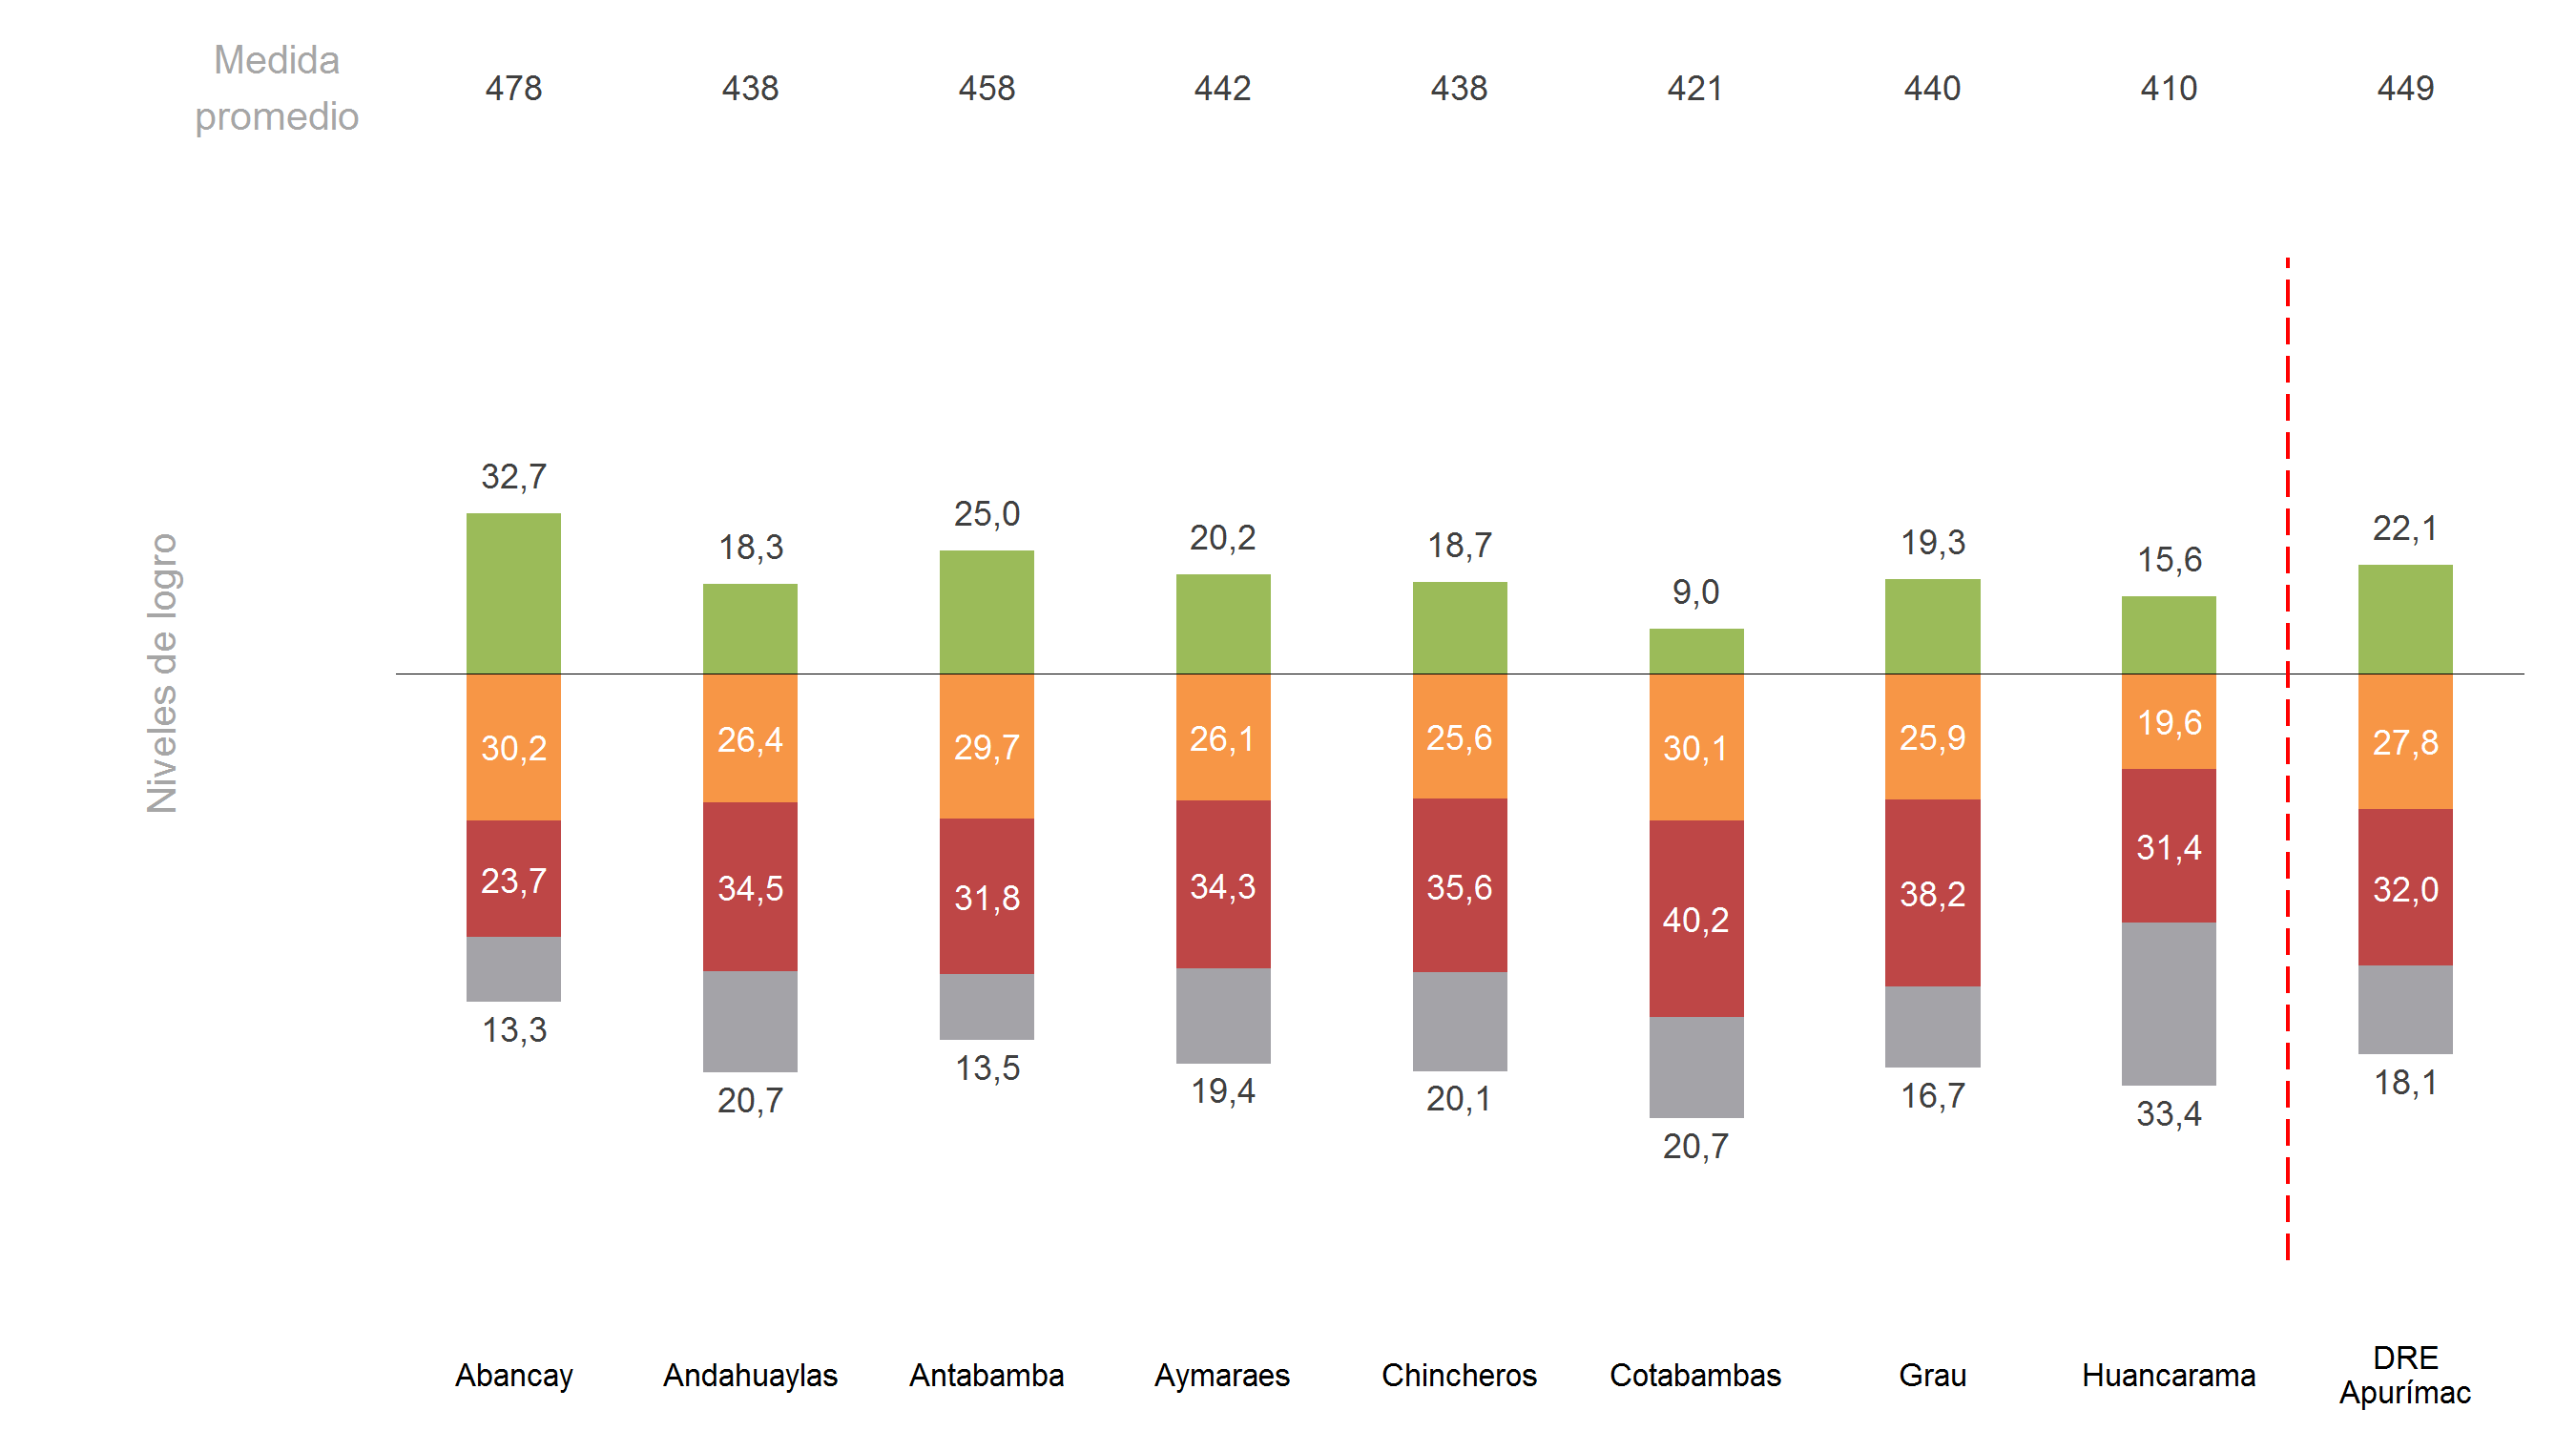 Medida
promedio
478 438 458 442 438 421 440 410 449
Niveles de logro
32,7 18,3 25,0 20,2 18,7 9,0 19,3 15,6 22,1
30,2 26,4 29,7 26,1 25,6 30,1 25,9 19,6 27,8
23,7 34,5 31,8 34,3 35,6 40,2 38,2 31,4 32,0
13,3 20,7 13,5 19,4 20,1 20,7 16,7 33,4 18,1
Abancay Andahuaylas Antabamba Aymaraes Chincheros Cotabambas Grau Huancarama DRE
Apurímac